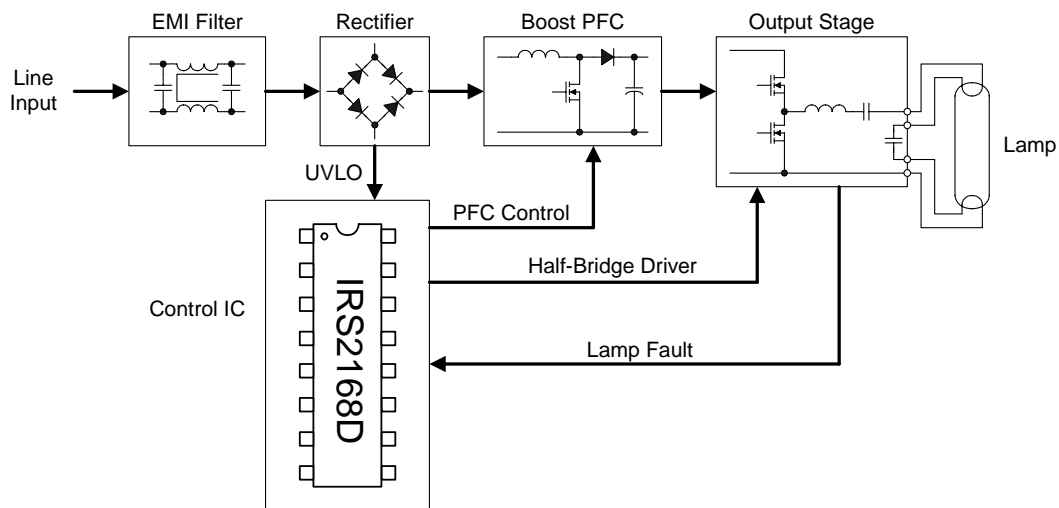 EMI Filter
Rectifier
Boost PFC
Output Stage
Line
Input
Lamp
UVLO
PFC Control
Half-Bridge Driver
Control IC
IRS2168D
Lamp Fault